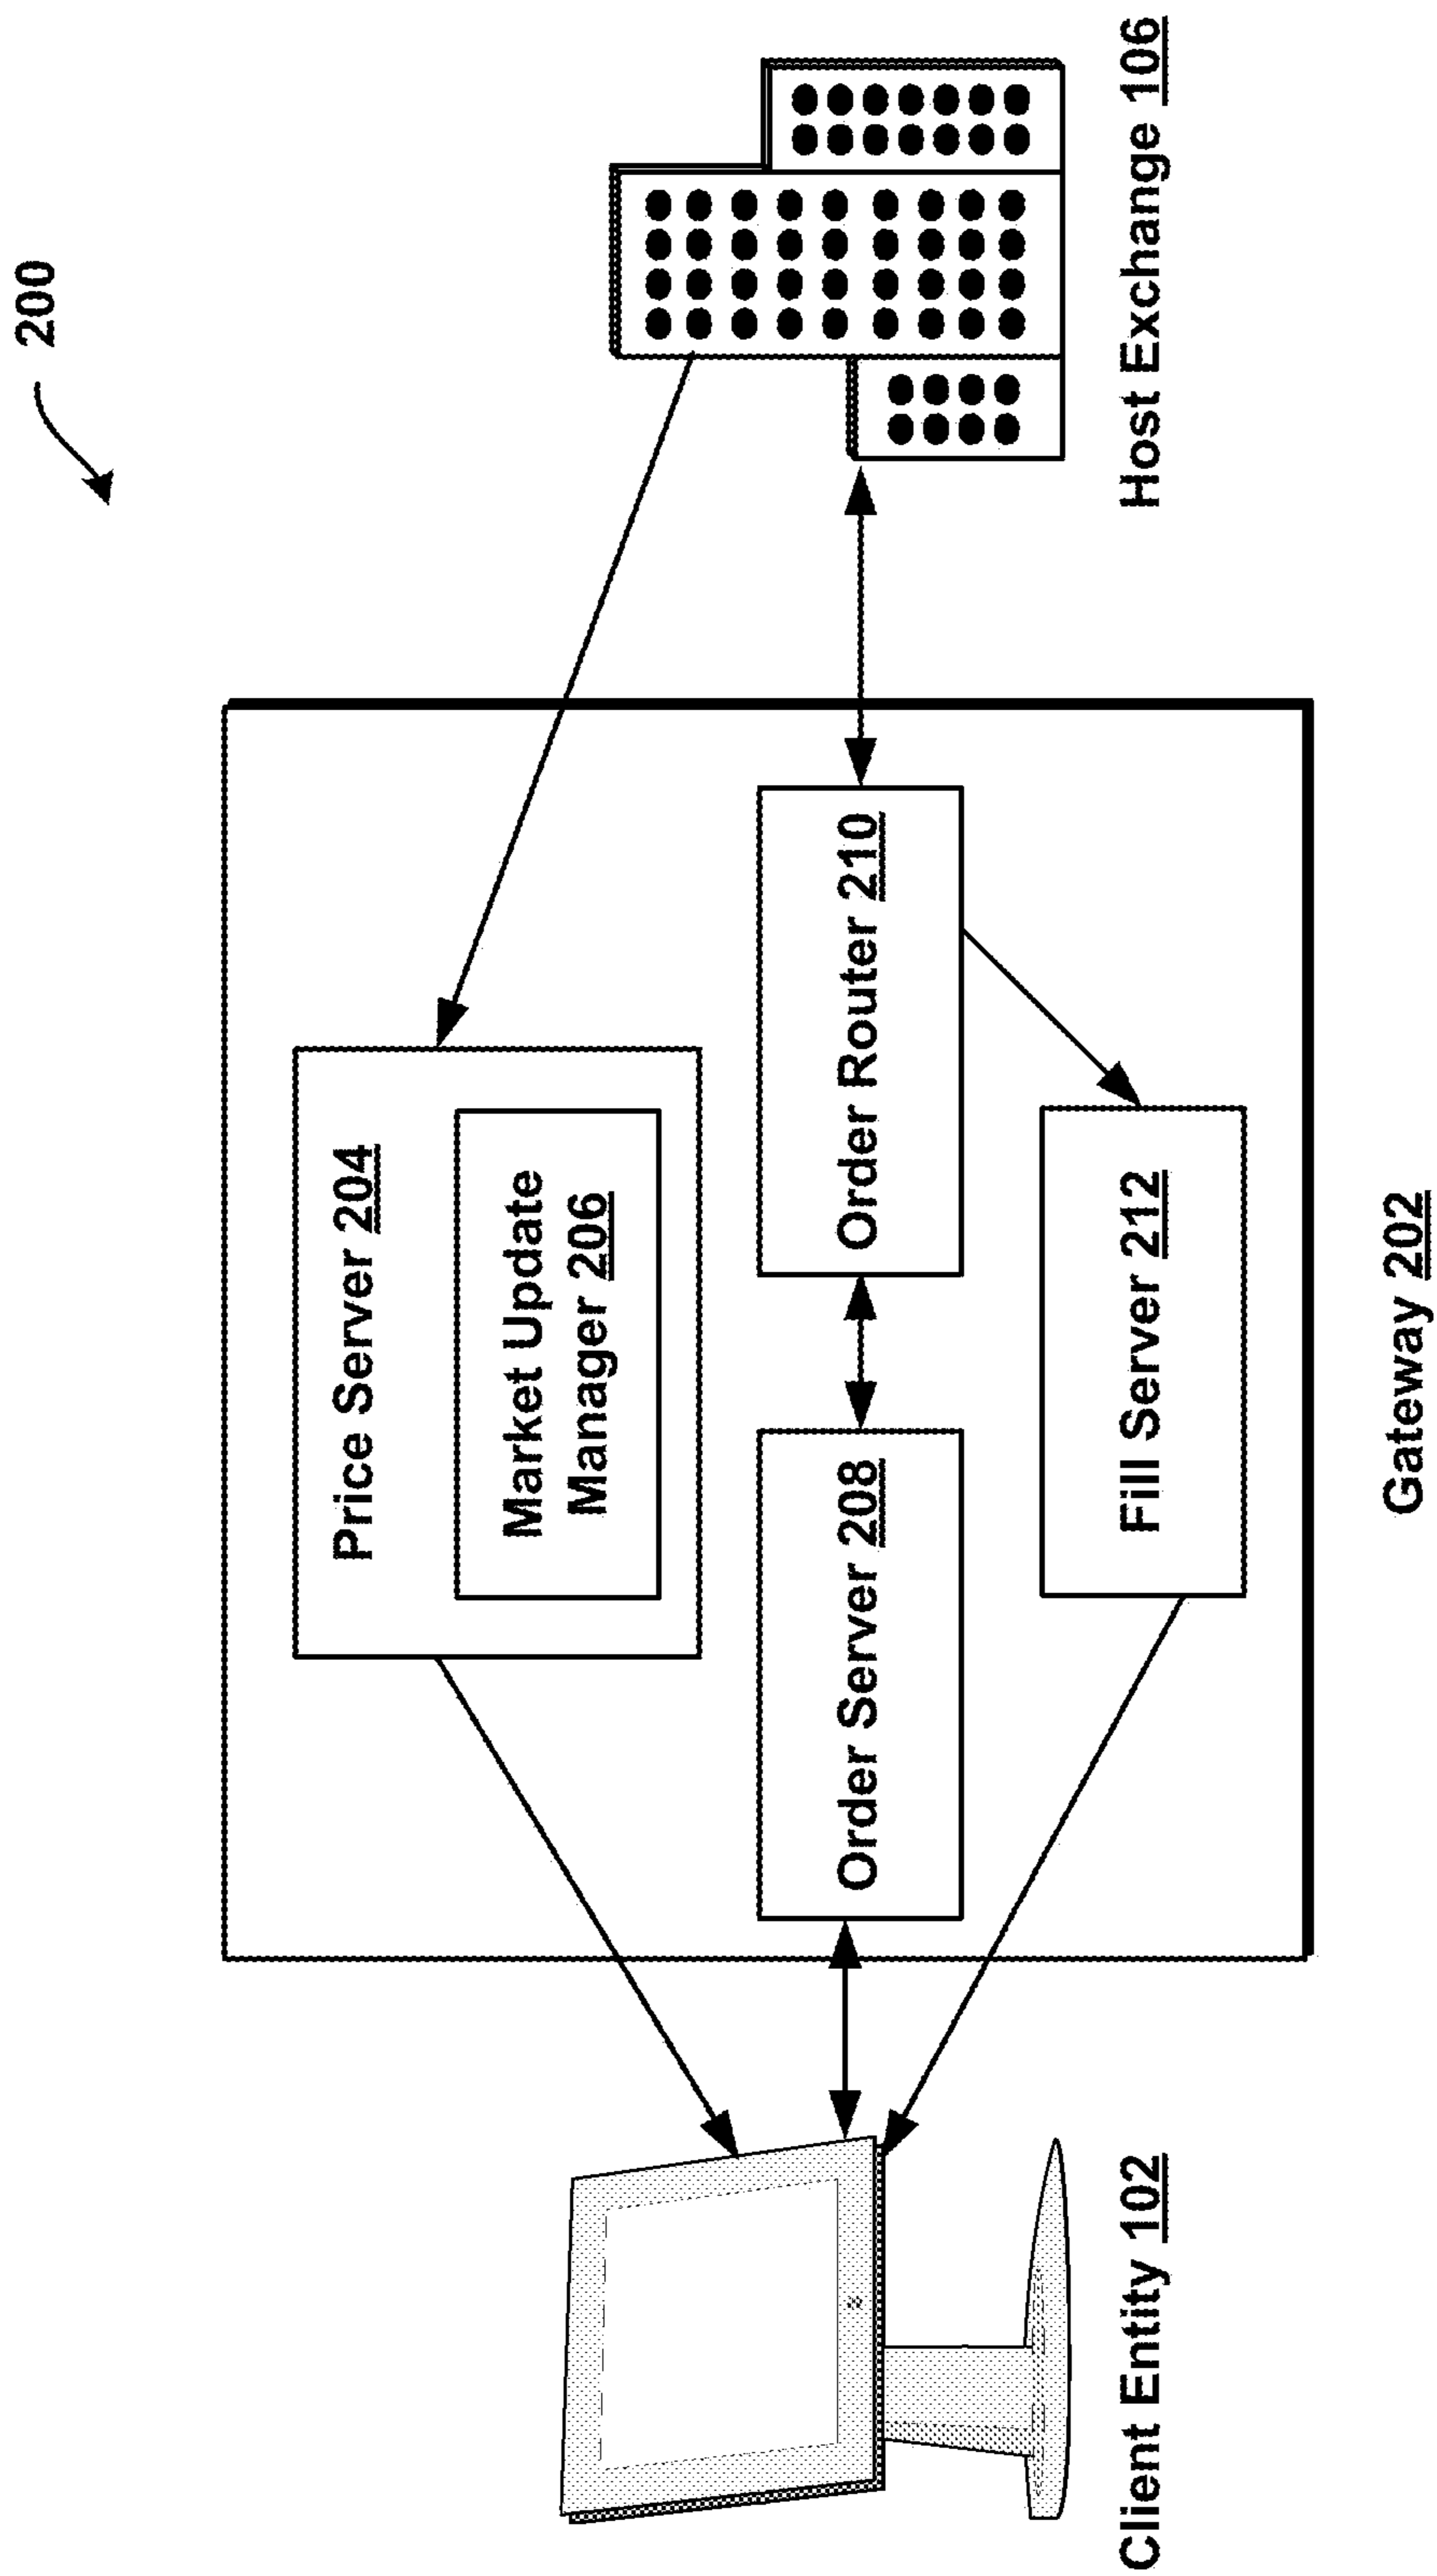 200
Price Server 204
Market Update
Manager 206
Order Server 208
Order Router 210
Fill Server 212
Client Entity 102
Host Exchange 106
Gateway 202